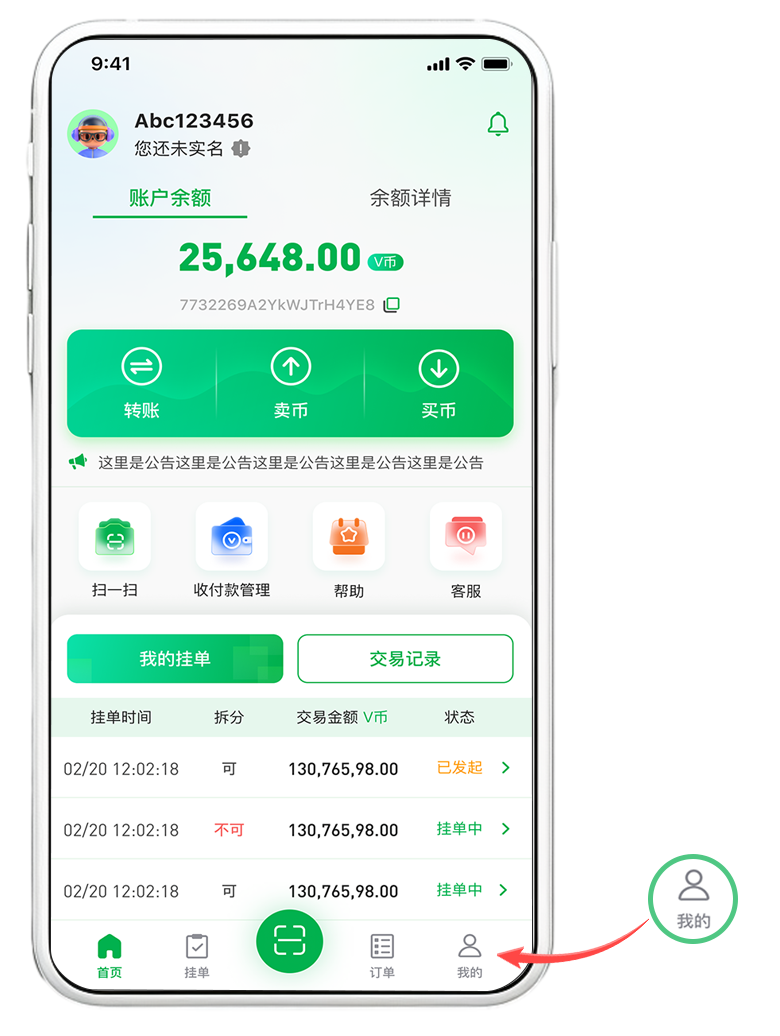 9:41
Abc123456
您还未实名
账户余额 余额详情
25,648.00 V币
7732269A2YkWJTrH4YE8
转账 卖币 买币
这里是公告这里是公告这里是公告这里是公告这里是公告
扫一扫 收付款管理 帮助 客服
我的挂单 交易记录
挂单时间 拆分 交易金额 V币 状态
02/20 12:02:18 可 130,765,98.00 已发起
02/20 12:02:18 不可 130,765,98.00 挂单中
02/20 12:02:18 可 130,765,98.00 挂单中
首页 挂单 订单 我的
我的